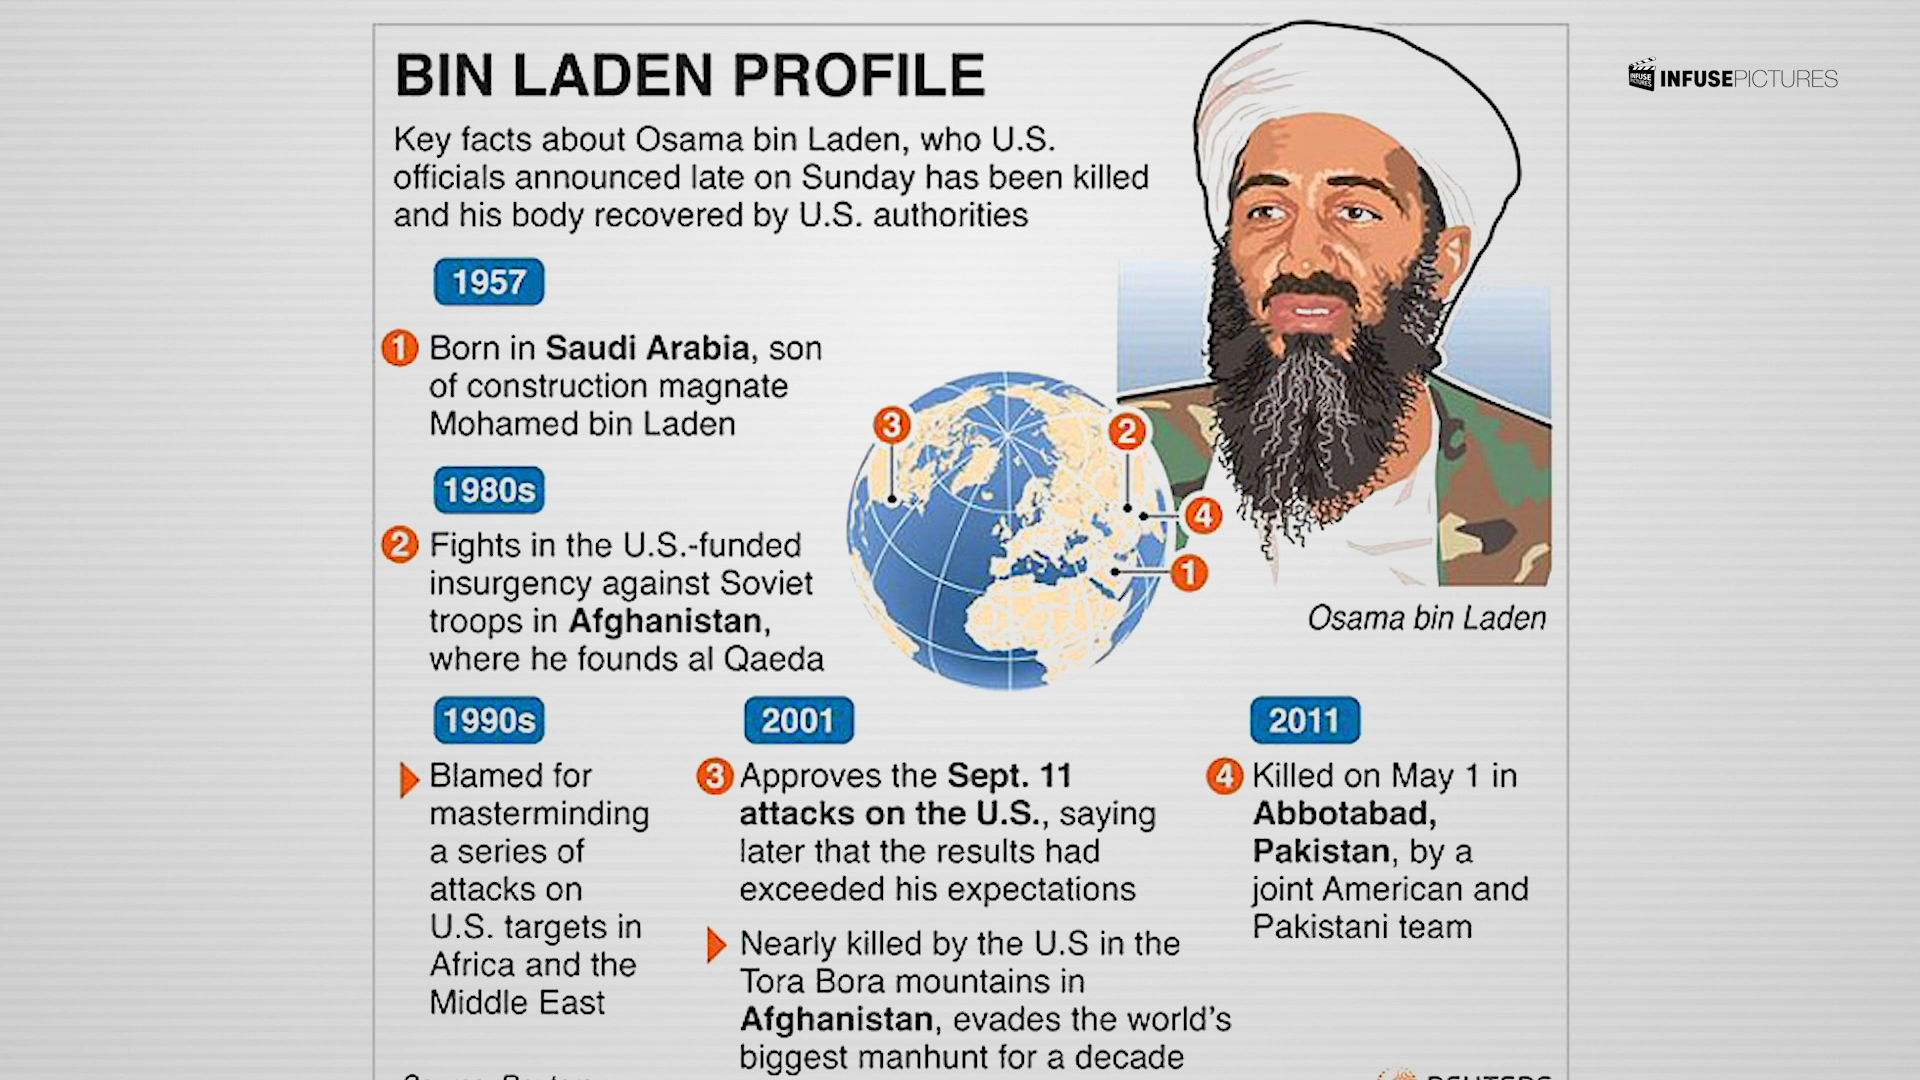 BIN LADEN PROFILE
INFUSE PICTURES
INFUSEPICTURES
Key facts about Osama bin Laden, who U.S.
officials announced late on Sunday has been killed
and his body recovered by U.S. authorities
1957
1 Born in Saudi Arabia, son
of construction magnate
Mohamed bin Laden
1980s
2 Fights in the U.S.-funded
insurgency against Soviet
troops in Afghanistan,
where he founds al Qaeda
3
2
4
1
Osama bin Laden
1990s
Blamed for
masterminding
a series of
attacks on
U.S. targets in
Africa and the
Middle East
2001
3 Approves the Sept. 11
attacks on the U.S., saying
later that the results had
exceeded his expectations
Nearly killed by the U.S in the
Tora Bora mountains in
Afghanistan, evades the world's
biggest manhunt for a decade
2011
4 Killed on May 1 in
Abbotabad,
Pakistan, by a
joint American and
Pakistani team
REUTERS